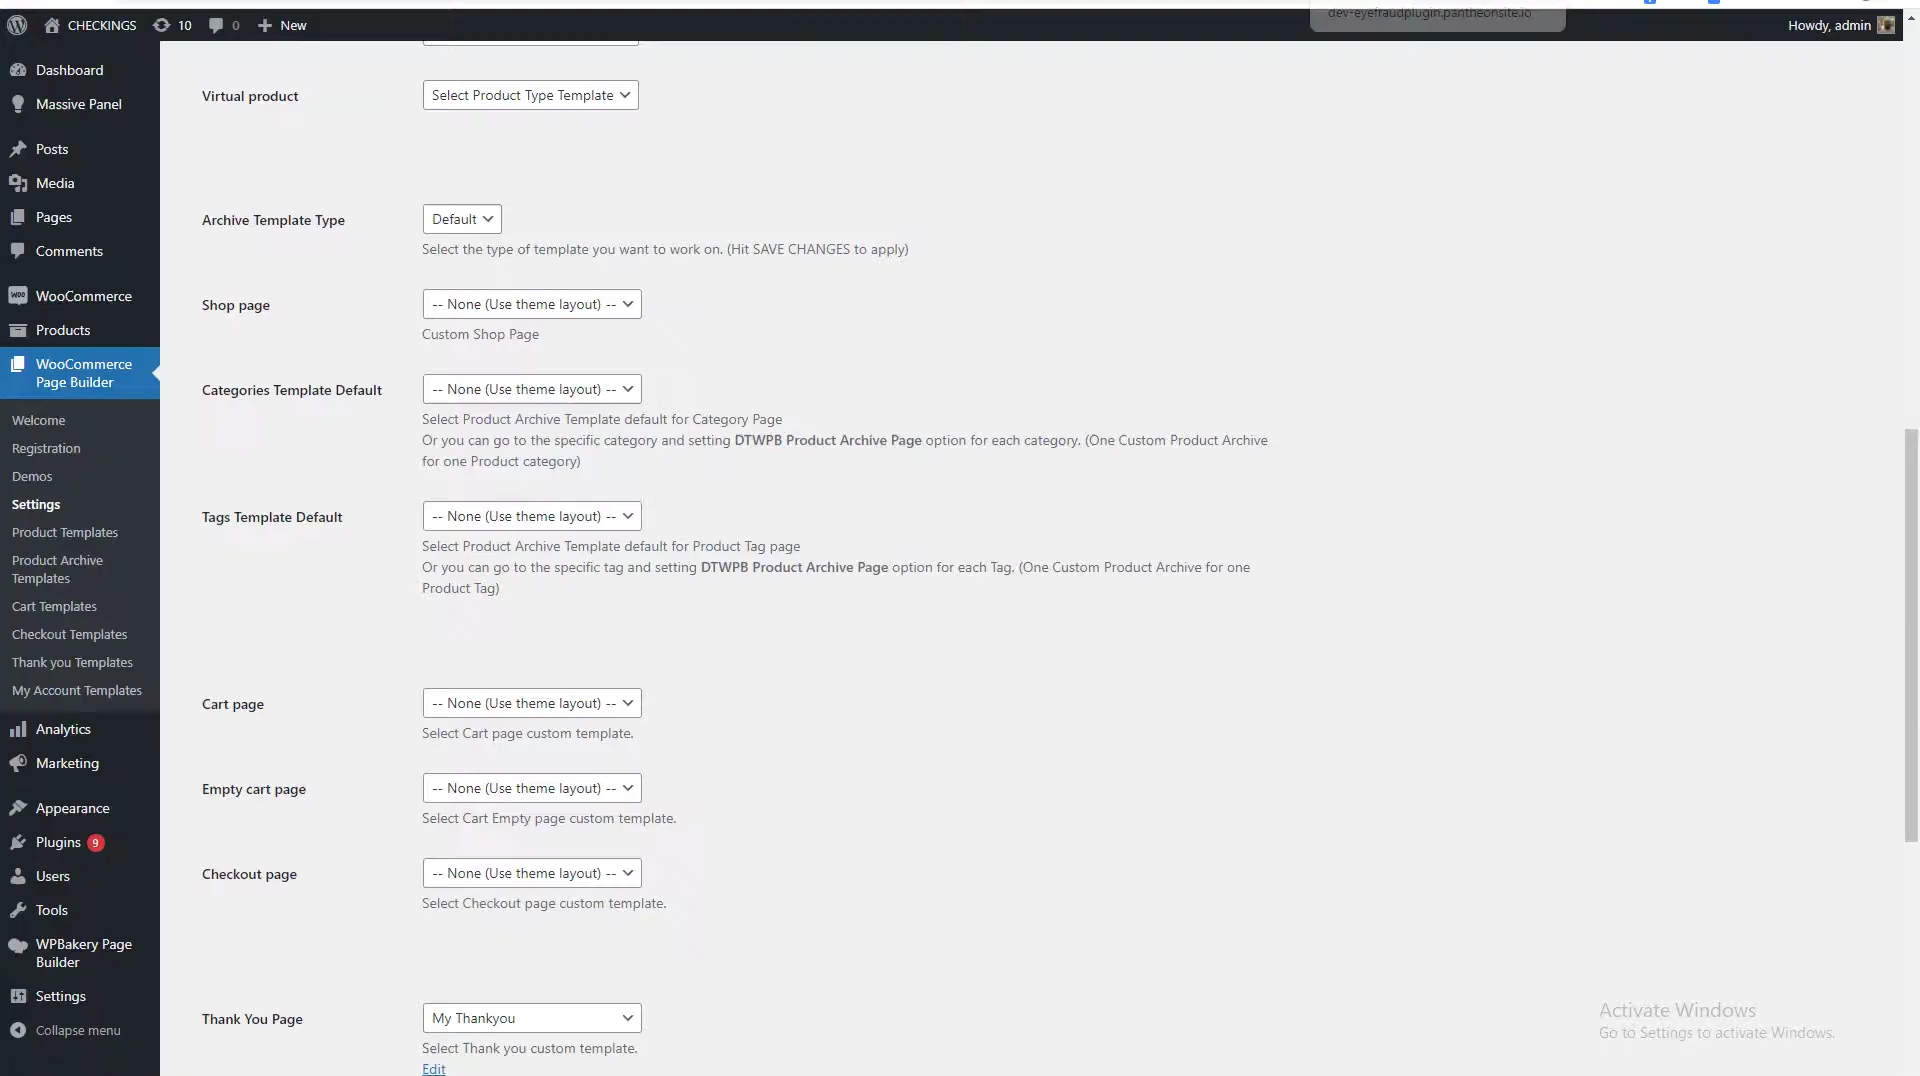 dev-eyefraudplugin.pantheonsite.io
CHECKINGS
10
0
New
Howdy, admin
Dashboard
Massive Panel
Posts
Media
Pages
Comments
WooCommerce
Products
WooCommerce
Page Builder
Welcome
Registration
Demos
Settings
Product Templates
Product Archive
Templates
Cart Templates
Checkout Templates
Thank you Templates
My Account Templates
Analytics
Marketing
Appearance
Plugins 9
Users
Tools
WPBakery Page
Builder
Settings
Collapse menu
Virtual product
Select Product Type Template
Archive Template Type
Default
Select the type of template you want to work on. (Hit SAVE CHANGES to apply)
Shop page
-- None (Use theme layout) --
Custom Shop Page
Categories Template Default
-- None (Use theme layout) --
Select Product Archive Template default for Category Page
Or you can go to the specific category and setting DTWPB Product Archive Page option for each category. (One Custom Product Archive
for one Product category)
Tags Template Default
-- None (Use theme layout) --
Select Product Archive Template default for Product Tag page
Or you can go to the specific tag and setting DTWPB Product Archive Page option for each Tag. (One Custom Product Archive for one
Product Tag)
Cart page
-- None (Use theme layout) --
Select Cart page custom template.
Empty cart page
-- None (Use theme layout) --
Select Cart Empty page custom template.
Checkout page
-- None (Use theme layout) --
Select Checkout page custom template.
Thank You Page
My Thankyou
Select Thank you custom template.
Edit
Activate Windows
Go to Settings to activate Windows.